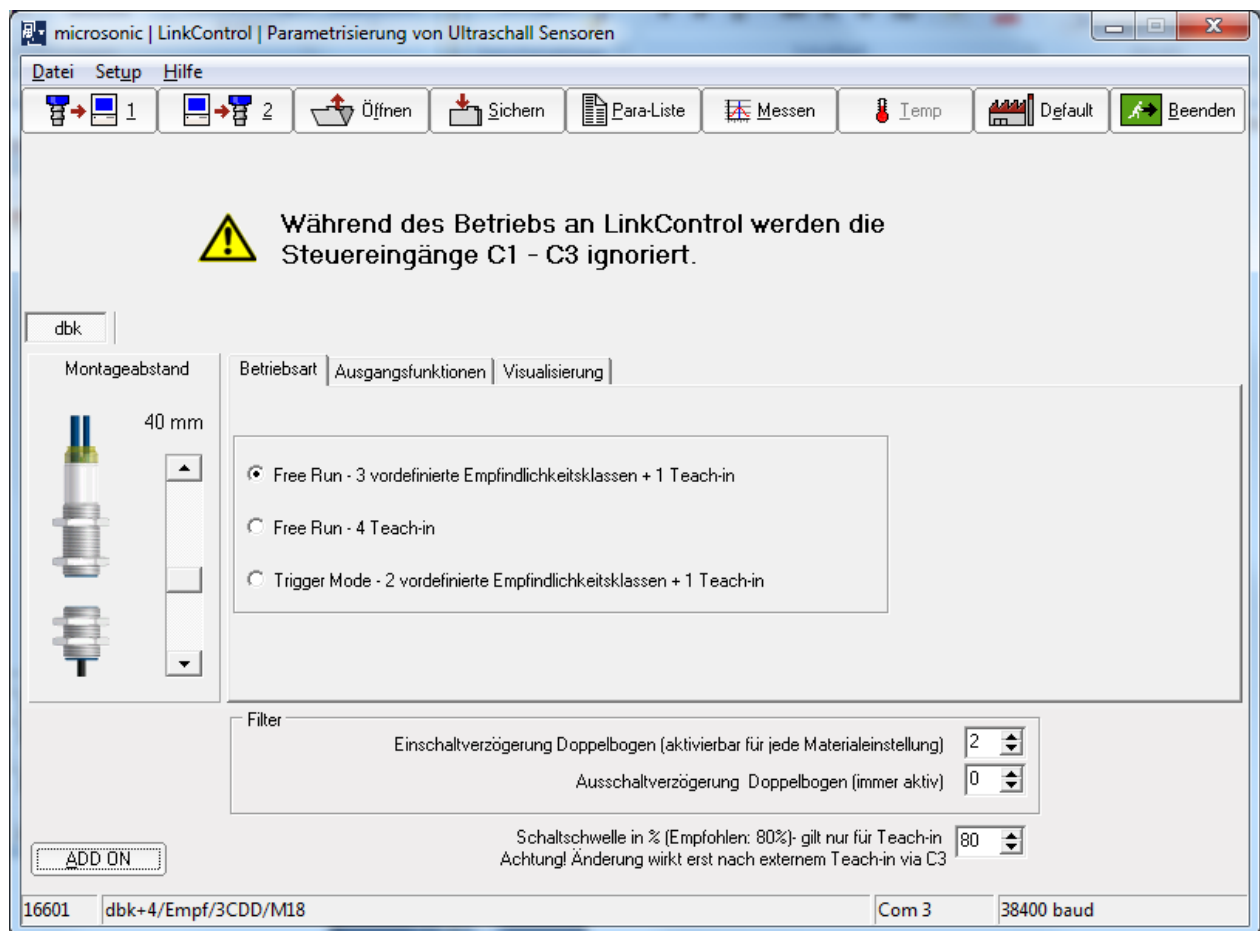 microsonic | LinkControl | Parametrisierung von Ultraschall Sensoren
Datei Setup Hilfe
1 2 Öffnen Sichern Para-Liste Messen Temp Default Beenden
Während des Betriebs an LinkControl werden die
Steuereingänge C1 - C3 ignoriert.
dbk
Montageabstand
40 mm
Betriebsart Ausgangsfunktionen Visualisierung
Free Run - 3 vordefinierte Empfindlichkeitsklassen + 1 Teach-in
Free Run - 4 Teach-in
Trigger Mode - 2 vordefinierte Empfindlichkeitsklassen + 1 Teach-in
Filter
Einschaltverzögerung Doppelbogen (aktivierbar für jede Materialeinstellung) 2
Ausschaltverzögerung Doppelbogen (immer aktiv) 0
Schaltschwelle in % (Empfohlen: 80%)- gilt nur für Teach-in 80
Achtung! Änderung wirkt erst nach externem Teach-in via C3
ADD ON
16601 dbk+4/Empf/3CDD/M18 Com 3 38400 baud